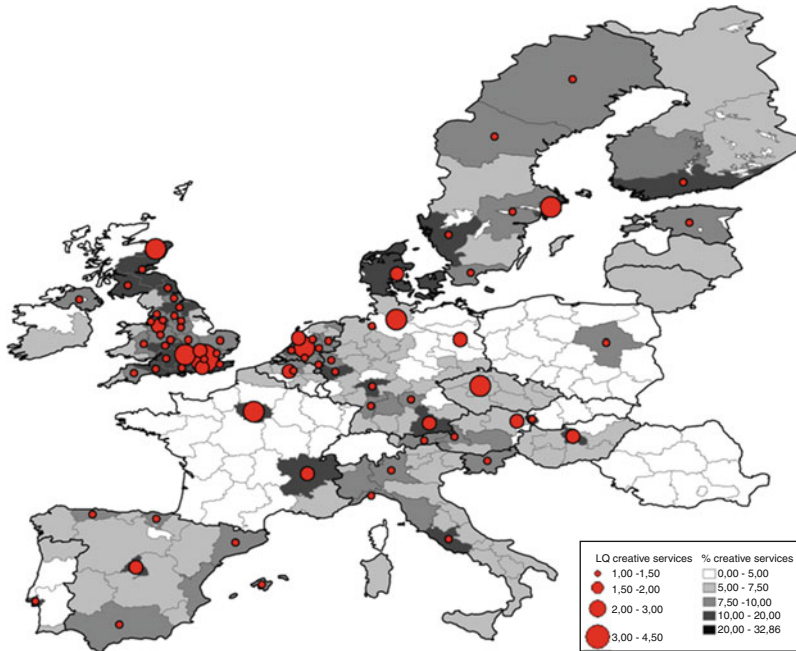 LQ creative services
1,00 -1,50
1,50 -2,00
2,00 - 3,00
3,00 - 4,50
% creative services
0,00 - 5,00
5,00 - 7,50
7,50 -10,00
10,00 - 20,00
20,00 - 32,86